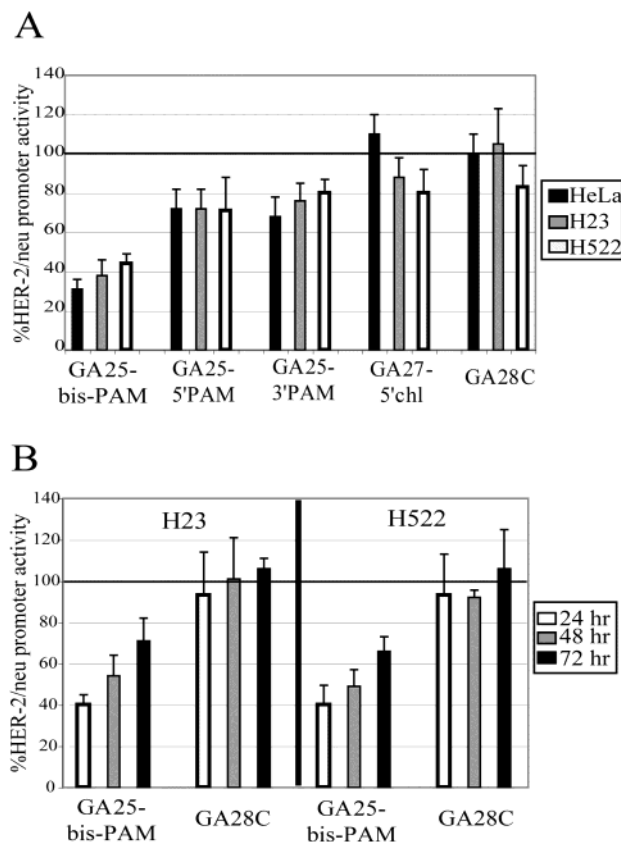 A
%HER-2/neu promoter activity
140
120
100
80
60
40
20
0
GA25-
bis-PAM
GA25-
5'PAM
GA25-
3'PAM
GA27-
5'chl
GA28C
HeLa
H23
H522
B
%HER-2/neu promoter activity
140
120
100
80
60
40
20
0
H23
H522
GA25-
bis-PAM
GA28C
GA25-
bis-PAM
GA28C
24 hr
48 hr
72 hr